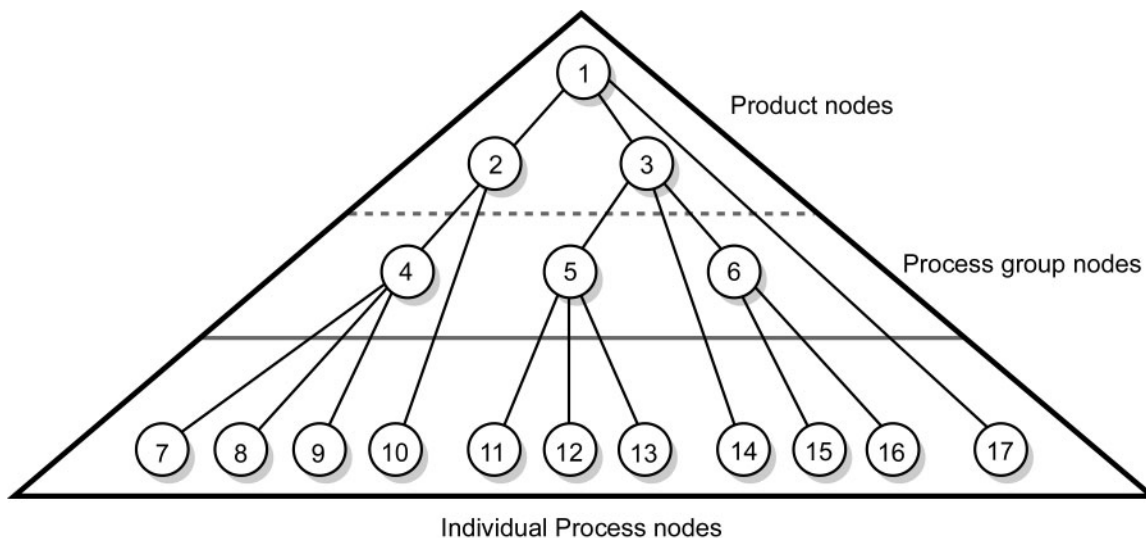 1
Product nodes
2 3
Process group nodes
4 5 6
7 8 9 10 11 12 13 14 15 16 17
Individual Process nodes